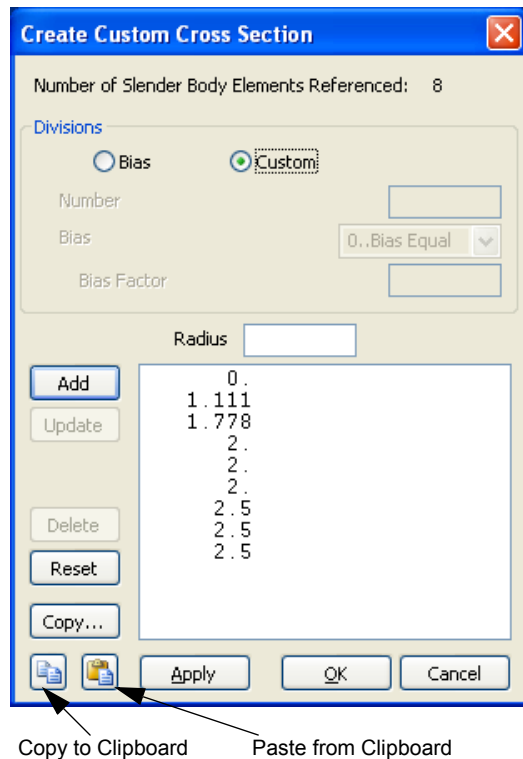 Create Custom Cross Section
Number of Slender Body Elements Referenced: 8
Divisions
Bias Custom
Number
Bias 0..Bias Equal
Bias Factor
Radius
Add
Update
Delete
Reset
Copy...
0.
1.111
1.778
2.
2.
2.
2.5
2.5
2.5
Apply OK Cancel
Copy to Clipboard Paste from Clipboard